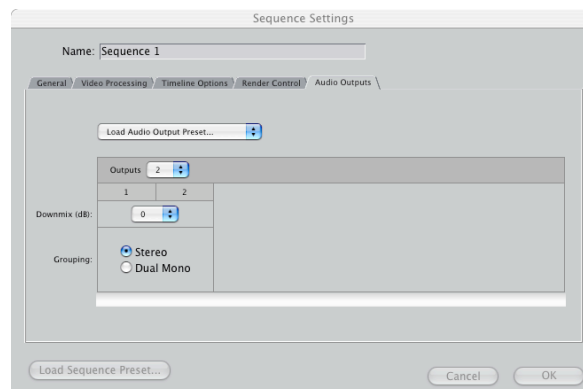 Sequence Settings
Name: Sequence 1
General Video Processing Timeline Options Render Control Audio Outputs
Load Audio Output Preset...
Outputs 2
1 2
Downmix (dB): 0
Grouping: Stereo
Dual Mono
Load Sequence Preset... Cancel OK